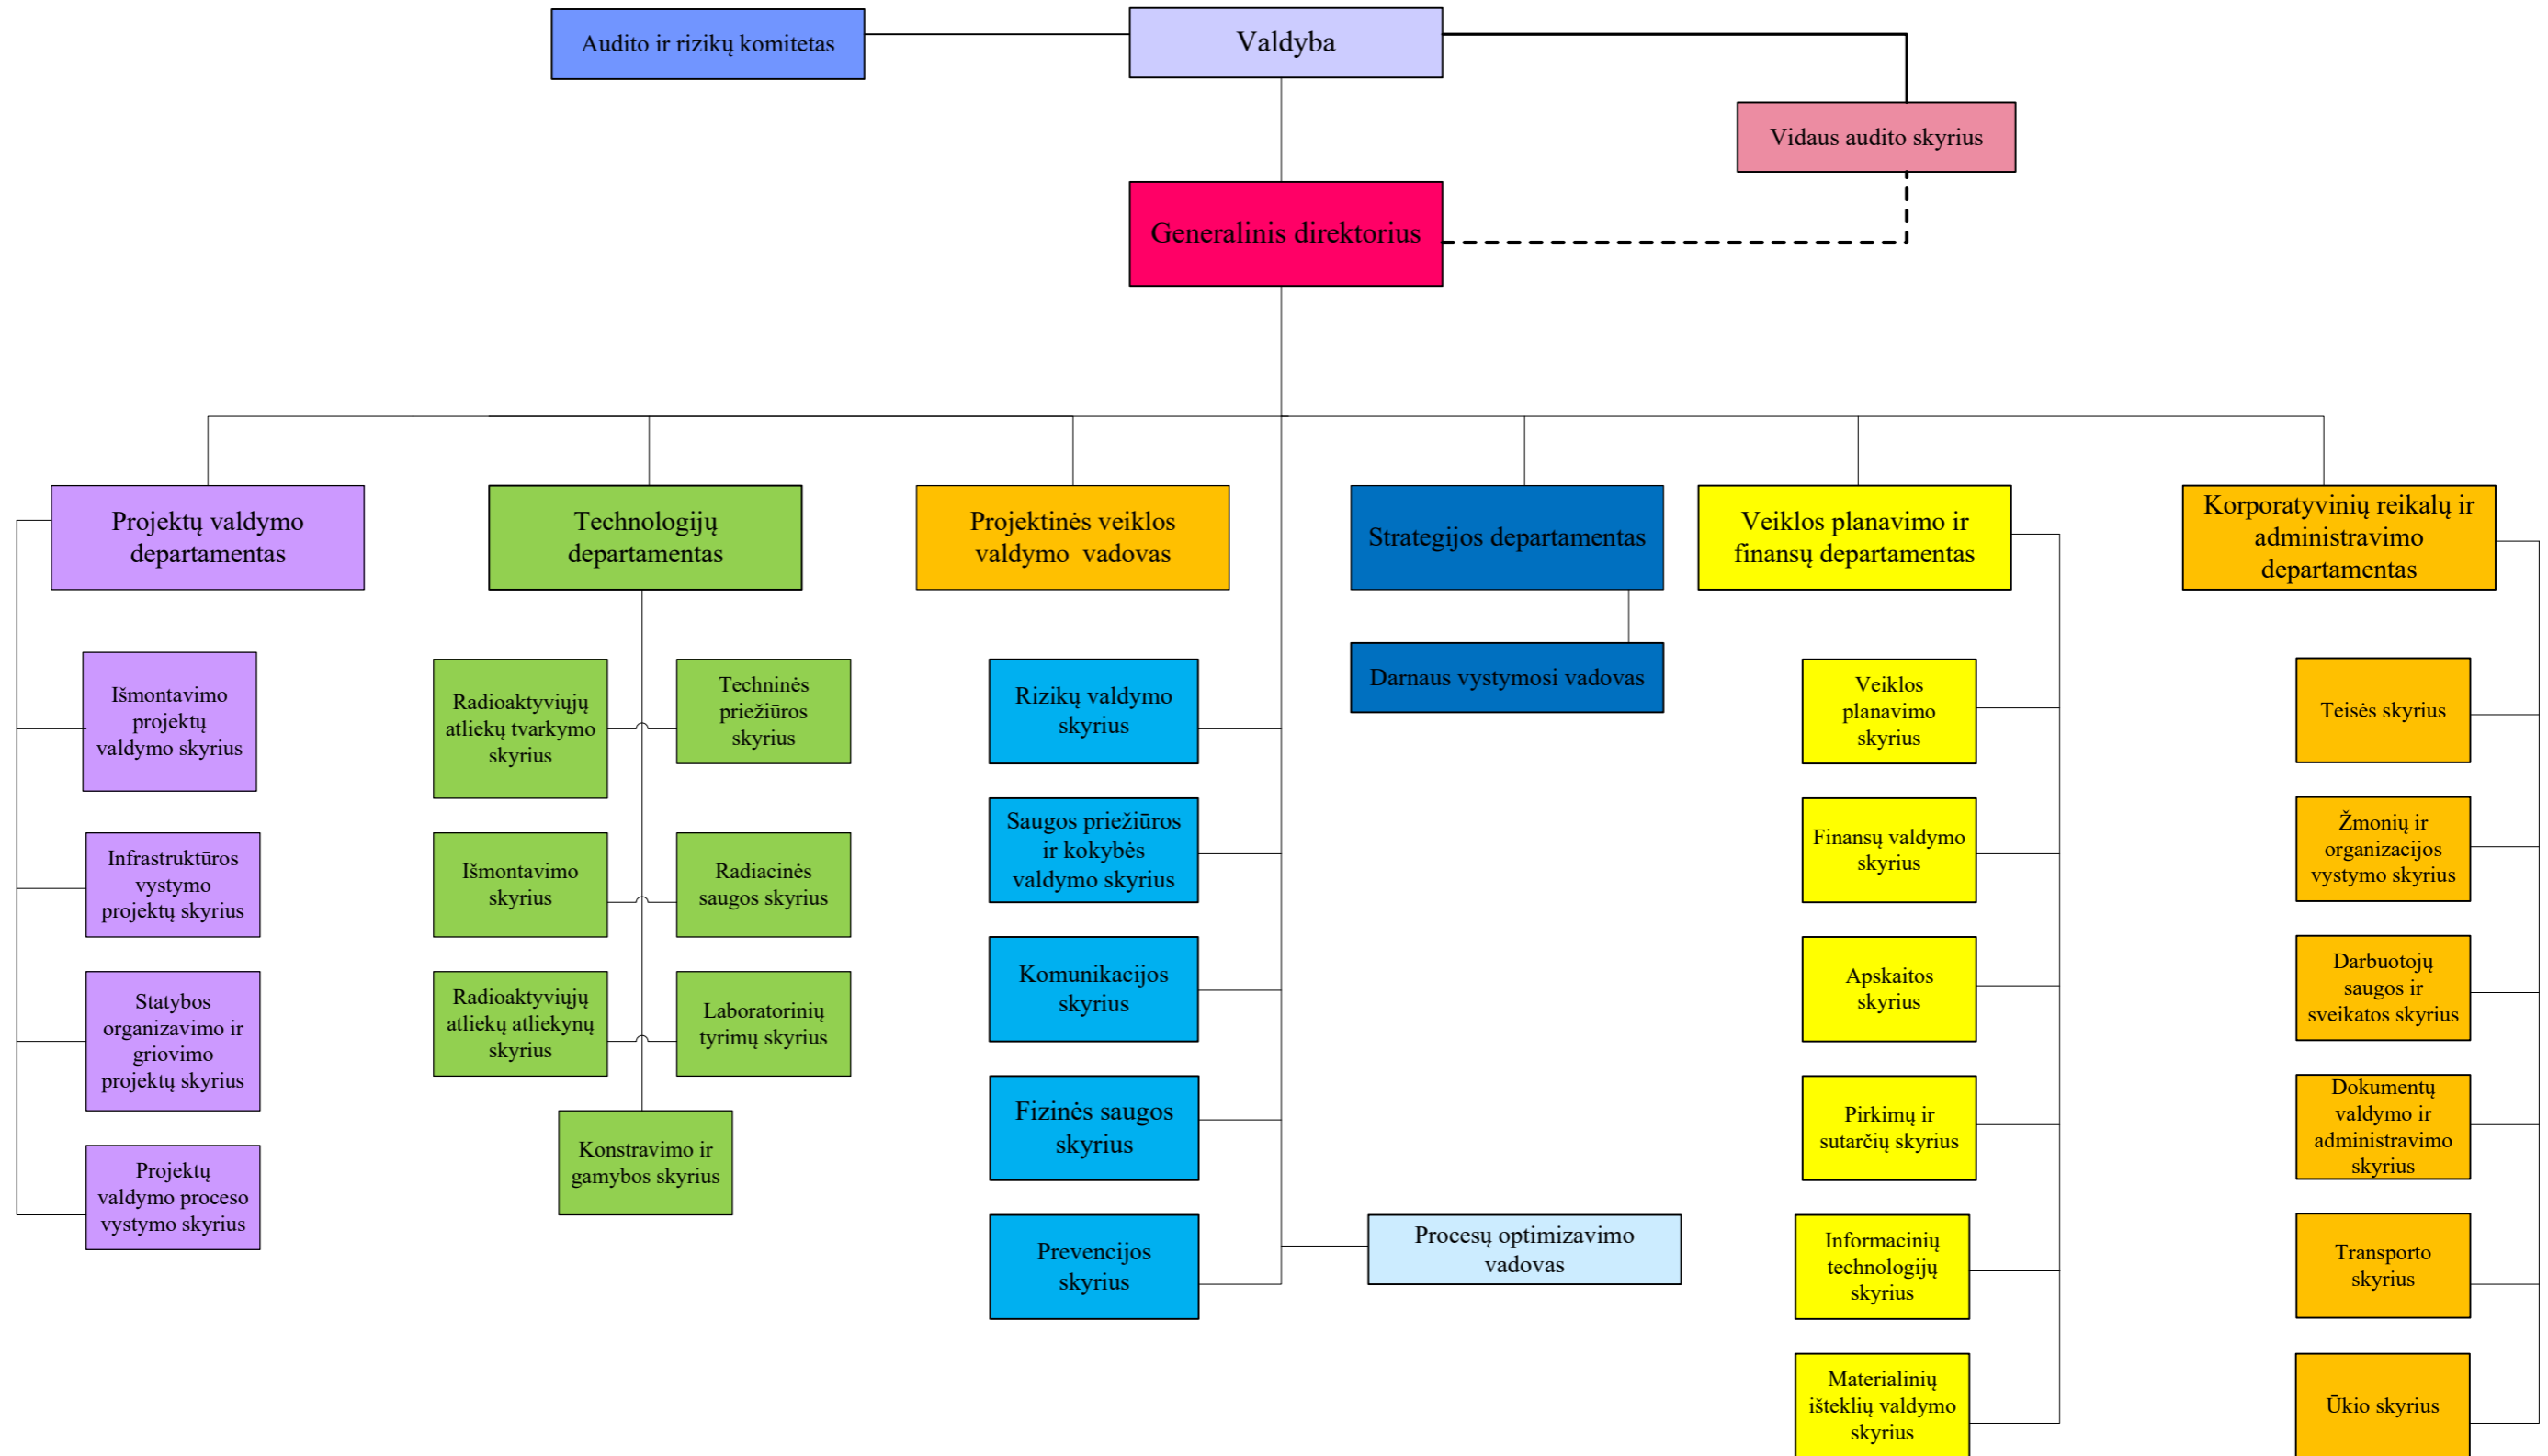 Audito ir rizikų komitetas
Valdyba
Vidaus audito skyrius
Generalinis direktorius
Projektų valdymo
departamentas
Technologijų
departamentas
Projektinės veiklos
valdymo vadovas
Strategijos departamentas
Veiklos planavimo ir
finansų departamentas
Korporatyvinių reikalų ir
administravimo
departamentas
Išmontavimo
projektų
valdymo skyrius
Infrastruktūros
vystymo
projektų skyrius
Statybos
organizavimo ir
griovimo
projektų skyrius
Projektų
valdymo proceso
vystymo skyrius
Radioaktyviųjų
atliekų tvarkymo
skyrius
Techninės
priežiūros
skyrius
Išmontavimo
skyrius
Radiacinės
saugos skyrius
Radioaktyviųjų
atliekų atliekynų
skyrius
Laboratorinių
tyrimų skyrius
Konstravimo ir
gamybos skyrius
Rizikų valdymo
skyrius
Saugos priežiūros
ir kokybės
valdymo skyrius
Komunikacijos
skyrius
Fizinės saugos
skyrius
Prevencijos
skyrius
Darnaus vystymosi vadovas
Procesų optimizavimo
vadovas
Veiklos
planavimo
skyrius
Finansų valdymo
skyrius
Apskaitos
skyrius
Pirkimų ir
sutarčių skyrius
Informacinių
technologijų
skyrius
Materialinių
išteklių valdymo
skyrius
Teisės skyrius
Žmonių ir
organizacijos
vystymo skyrius
Darbuotojų
saugos ir
sveikatos skyrius
Dokumentų
valdymo ir
administravimo
skyrius
Transporto
skyrius
Ūkio skyrius